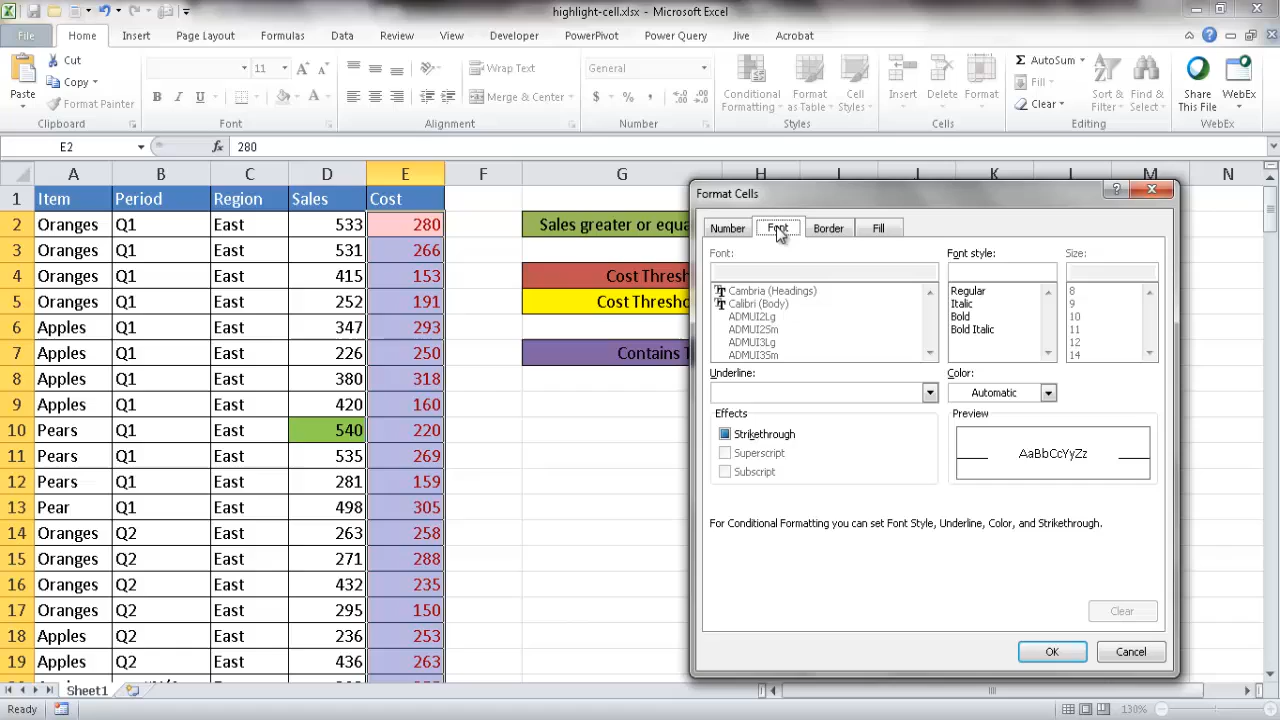 highlight-cell.xlsx - Microsoft Excel
File Home Insert Page Layout Formulas Data Review View Developer PowerPivot Power Query Jive Acrobat
Paste
Cut
Copy
Format Painter
Clipboard
11
B I U
Font
Wrap Text
Merge & Center
Alignment
General
$ % ,
Number
Conditional Formatting
Format as Table
Cell Styles
Styles
Insert
Delete
Format
Cells
AutoSum
Fill
Clear
Sort & Filter
Find & Select
Editing
Share This File
WebEx
WebEx
E2 fx 280
A B C D E F G H I J K L M N
1 Item Period Region Sales Cost
2 Oranges Q1 East 533 280 Sales greater or equa
3 Oranges Q1 East 531 266
4 Oranges Q1 East 415 153 Cost Thresh
5 Oranges Q1 East 252 191 Cost Thresho
6 Apples Q1 East 347 293
7 Apples Q1 East 226 250 Contains T
8 Apples Q1 East 380 318
9 Apples Q1 East 420 160
10 Pears Q1 East 540 220
11 Pears Q1 East 535 269
12 Pears Q1 East 281 159
13 Pear Q1 East 498 305
14 Oranges Q2 East 263 258
15 Oranges Q2 East 271 288
16 Oranges Q2 East 432 235
17 Oranges Q2 East 295 150
18 Apples Q2 East 236 253
19 Apples Q2 East 436 263
Format Cells
Number Font Border Fill
Font: Font style: Size:
Cambria (Headings) Regular 8
Calibri (Body) Italic 9
ADMUI2Lg Bold 10
ADMUI2Sm Bold Italic 11
ADMUI3Lg 12
ADMUI3Sm 14
Underline: Color:
Automatic
Effects Preview
Strikethrough
Superscript
Subscript
AaBbCcYyZz
For Conditional Formatting you can set Font Style, Underline, Color, and Strikethrough.
Clear
OK Cancel
Sheet1
Ready 130%